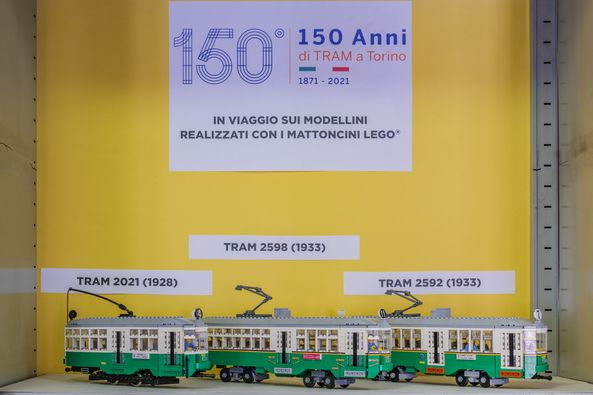 150°
150 Anni
di TRAM a Torino
1871 - 2021
IN VIAGGIO SUI MODELLINI
REALIZZATI CON I MATTONCINI LEGO®
TRAM 2598 (1933)
TRAM 2021 (1928)
TRAM 2592 (1933)